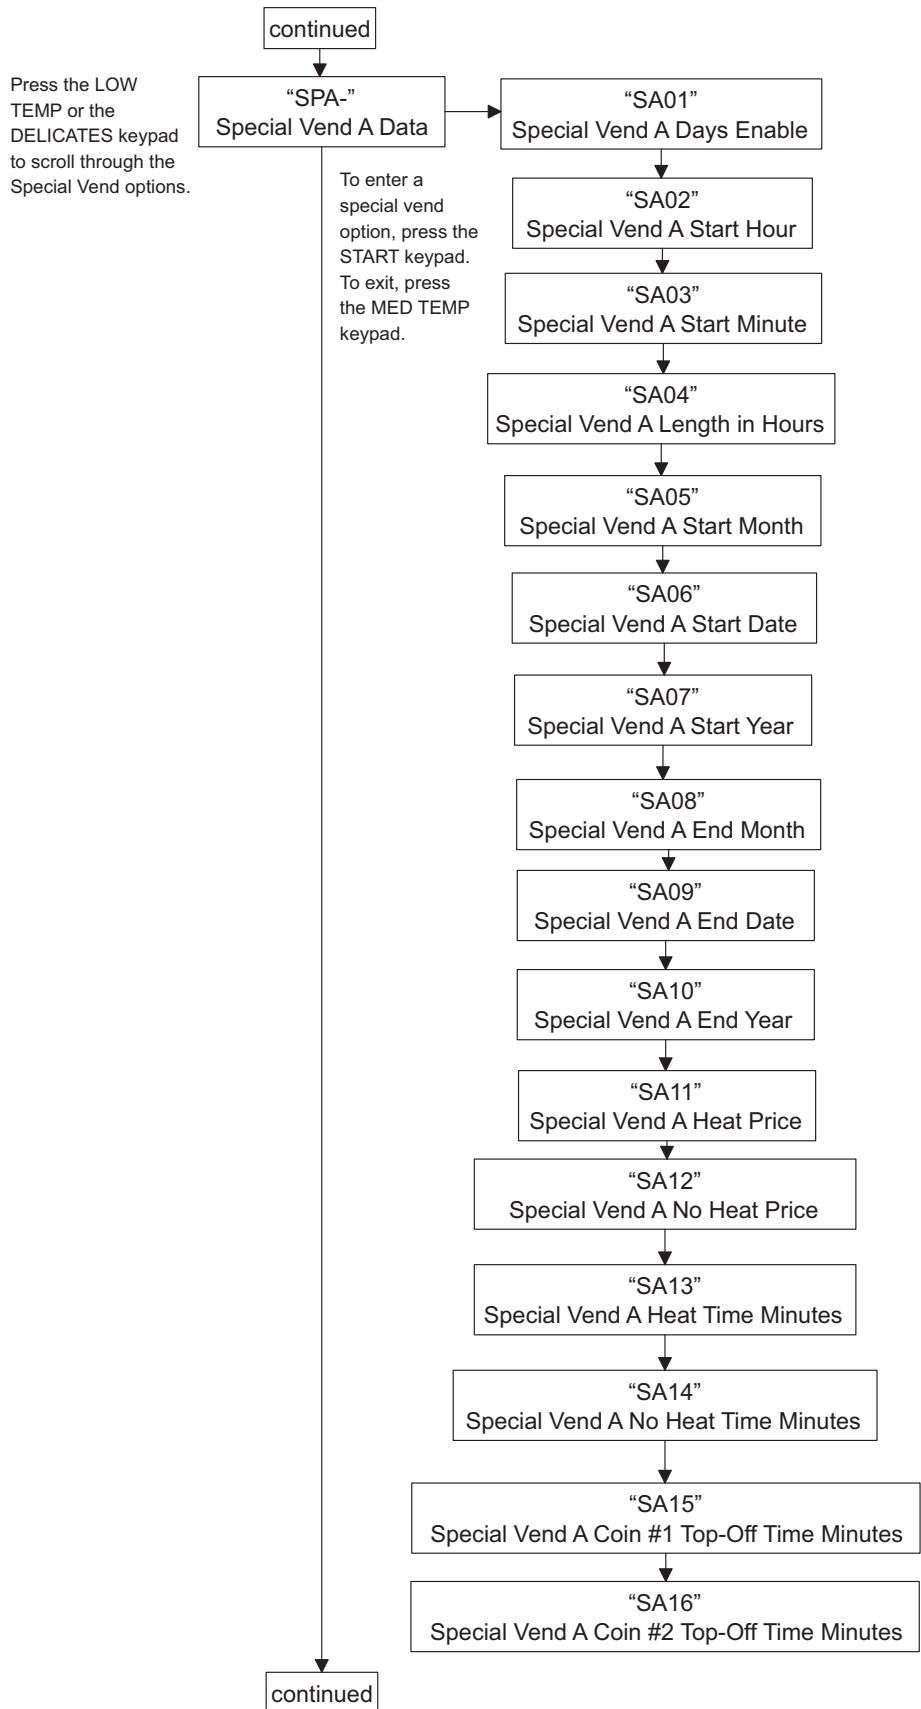 continued
Press the LOW
TEMP or the
DELICATES keypad
to scroll through the
Special Vend options.
“SPA-”
Special Vend A Data
To enter a
special vend
option, press the
START keypad.
To exit, press
the MED TEMP
keypad.
“SA01”
Special Vend A Days Enable
“SA02”
Special Vend A Start Hour
“SA03”
Special Vend A Start Minute
“SA04”
Special Vend A Length in Hours
“SA05”
Special Vend A Start Month
“SA06”
Special Vend A Start Date
“SA07”
Special Vend A Start Year
“SA08”
Special Vend A End Month
“SA09”
Special Vend A End Date
“SA10”
Special Vend A End Year
“SA11”
Special Vend A Heat Price
“SA12”
Special Vend A No Heat Price
“SA13”
Special Vend A Heat Time Minutes
“SA14”
Special Vend A No Heat Time Minutes
“SA15”
Special Vend A Coin #1 Top-Off Time Minutes
“SA16”
Special Vend A Coin #2 Top-Off Time Minutes
continued